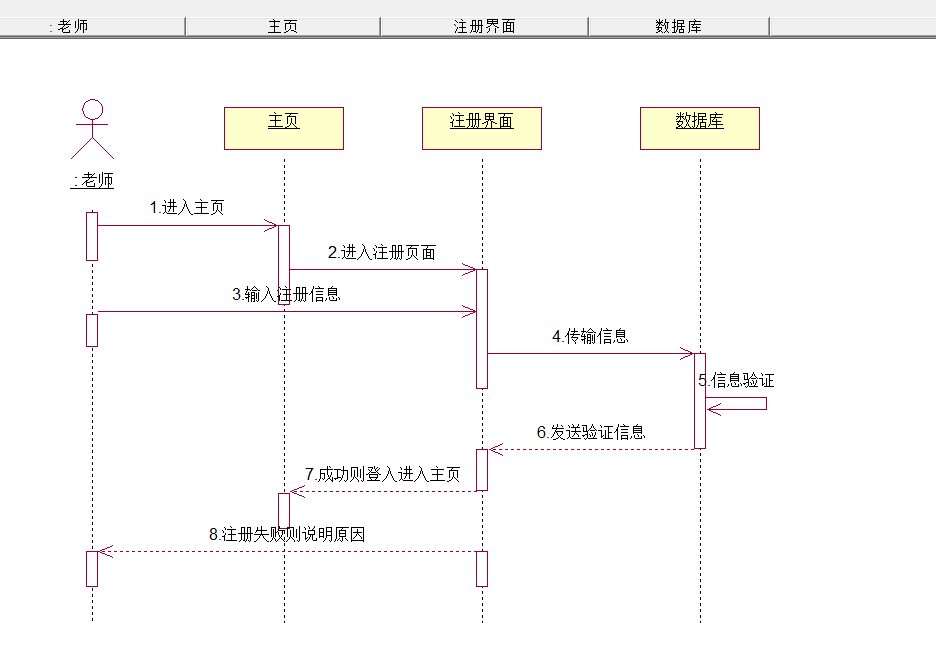 : 老师 主页 注册界面 数据库
主页 注册界面 数据库
: 老师
1.进入主页
2.进入注册页面
3.输入注册信息
4.传输信息
5.信息验证
6.发送验证信息
7.成功则登入进入主页
8.注册失败则说明原因